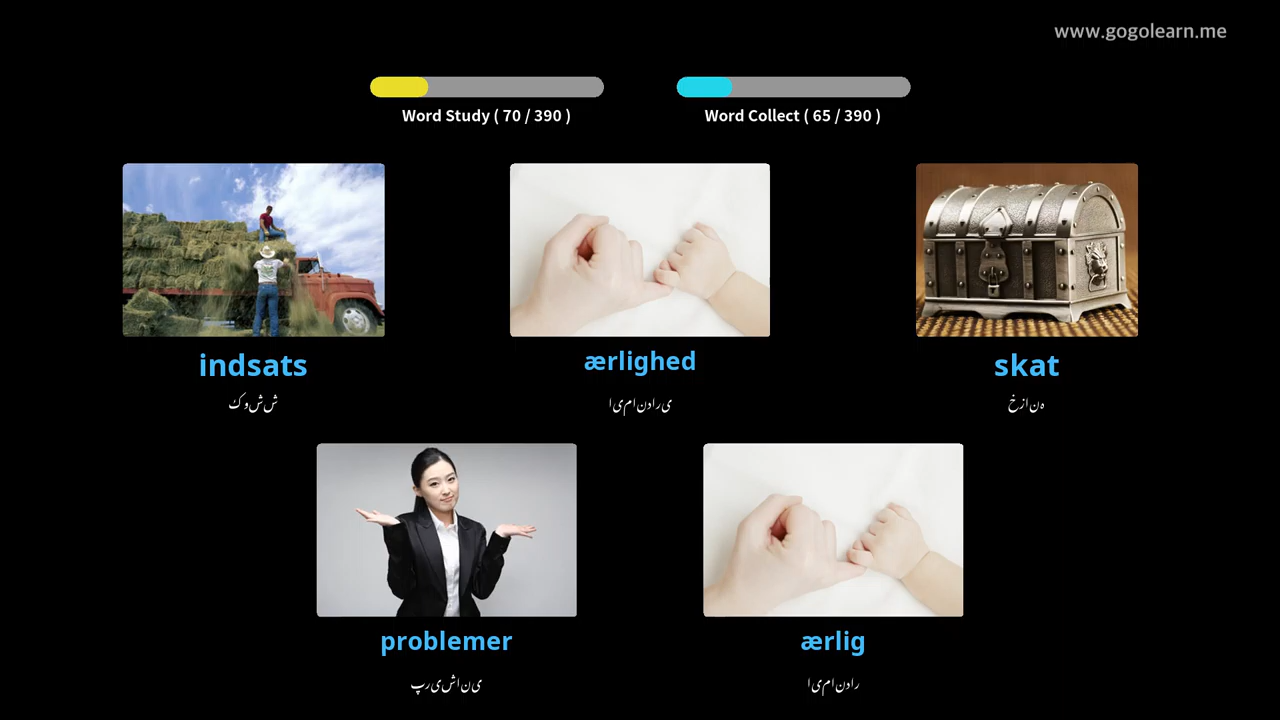 www.gogolearn.me
Word Study ( 70 / 390 )
Word Collect ( 65 / 390 )
indsats
ærlighed
skat
کوشش
ایمانداری
خزانہ
problemer
ærlig
پریشانی
ایماندار